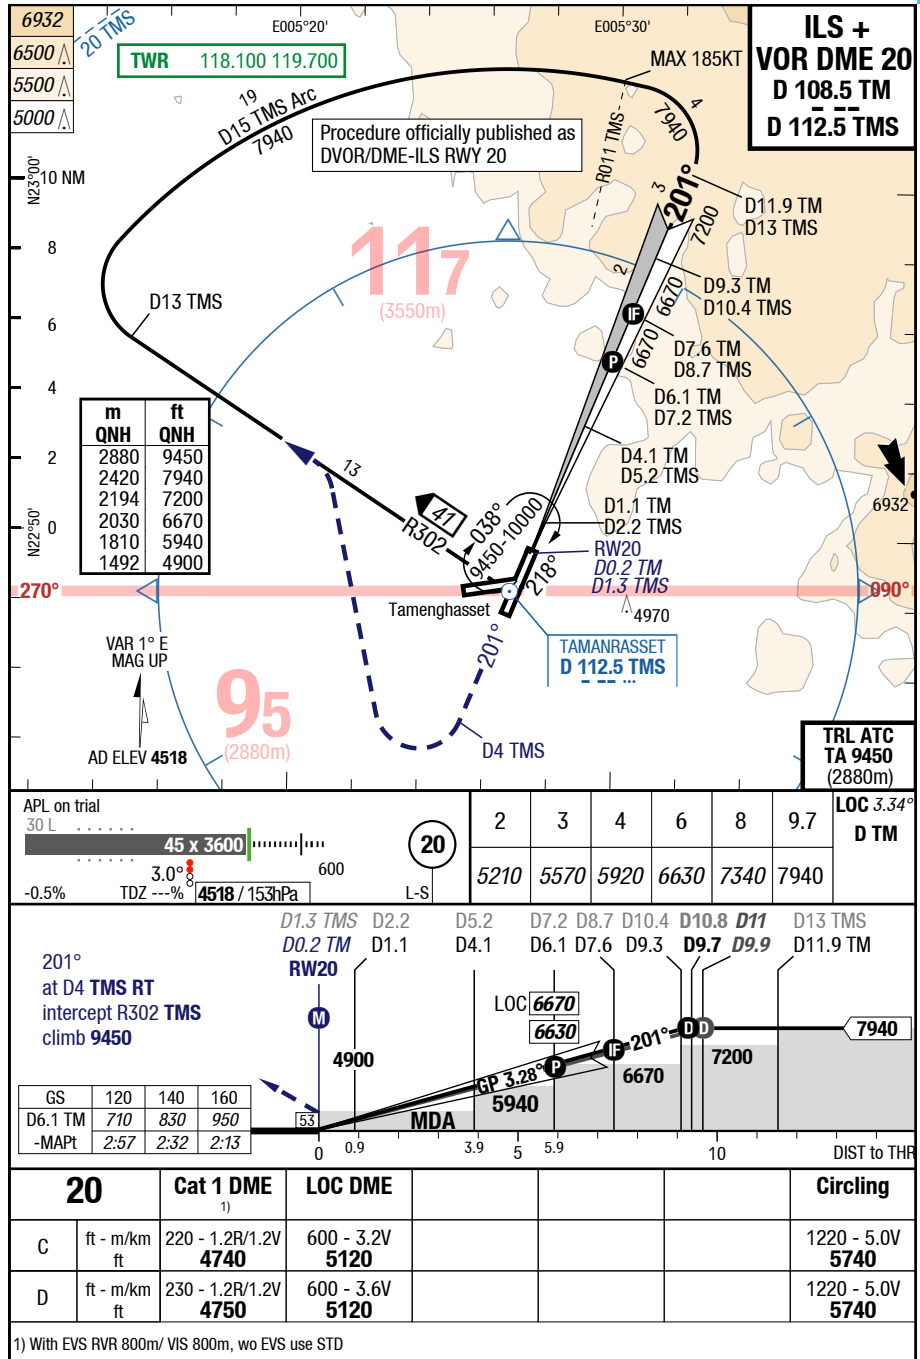 6932
6500
5500
5000
20 TMS
E005°20'
E005°30'
TWR 118.100 119.700
ILS +
VOR DME 20
D 108.5 TM
D 112.5 TMS
MAX 185KT
19
D15 TMS Arc
7940
4
7940
Procedure officially published as
DVOR/DME-ILS RWY 20
R011 TMS
N23°00'
10 NM
3
201°
7200
D11.9 TM
D13 TMS
8
117
(3550m)
2
6670
D9.3 TM
D10.4 TMS
D13 TMS
6
IF
6670
D7.6 TM
D8.7 TMS
P
4
D6.1 TM
D7.2 TMS
m ft
QNH QNH
2880 9450
2420 7940
2194 7200
2030 6670
1810 5940
1492 4900
2
13
D4.1 TM
D5.2 TMS
41
R302
038°
9450-10000
D1.1 TM
D2.2 TMS
6932
N22°50'
0
218°
RW20
D0.2 TM
D1.3 TMS
270°
090°
Tamenghasset
4970
201°
TAMANRASSET
D 112.5 TMS
VAR 1° E
MAG UP
95
(2880m)
D4 TMS
AD ELEV 4518
TRL ATC
TA 9450
(2880m)
APL on trial
30 L
45 x 3600
600
3.0°
-0.5% TDZ ---% 4518 / 153hPa
20
L-S
2 3 4 6 8 9.7 LOC 3.34°
D TM
5210 5570 5920 6630 7340 7940
D1.3 TMS D2.2 D5.2 D7.2 D8.7 D10.4 D10.8 D11 D13 TMS
D0.2 TM D1.1 D4.1 D6.1 D7.6 D9.3 D9.7 D9.9 D11.9 TM
RW20
201°
at D4 TMS RT
intercept R302 TMS
climb 9450
M
LOC 6670
6630
IF
201°
D D
7940
4900
P
GP 3.28°
6670
7200
5940
MDA
53
GS 120 140 160
D6.1 TM 710 830 950
-MAPt 2:57 2:32 2:13
0 0.9 3.9 5 5.9 10 DIST to THR
20 Cat 1 DME LOC DME Circling
1)
C ft - m/km 220 - 1.2R/1.2V 600 - 3.2V 1220 - 5.0V
ft 4740 5120 5740
D ft - m/km 230 - 1.2R/1.2V 600 - 3.6V 1220 - 5.0V
ft 4750 5120 5740
1) With EVS RVR 800m/ VIS 800m, wo EVS use STD